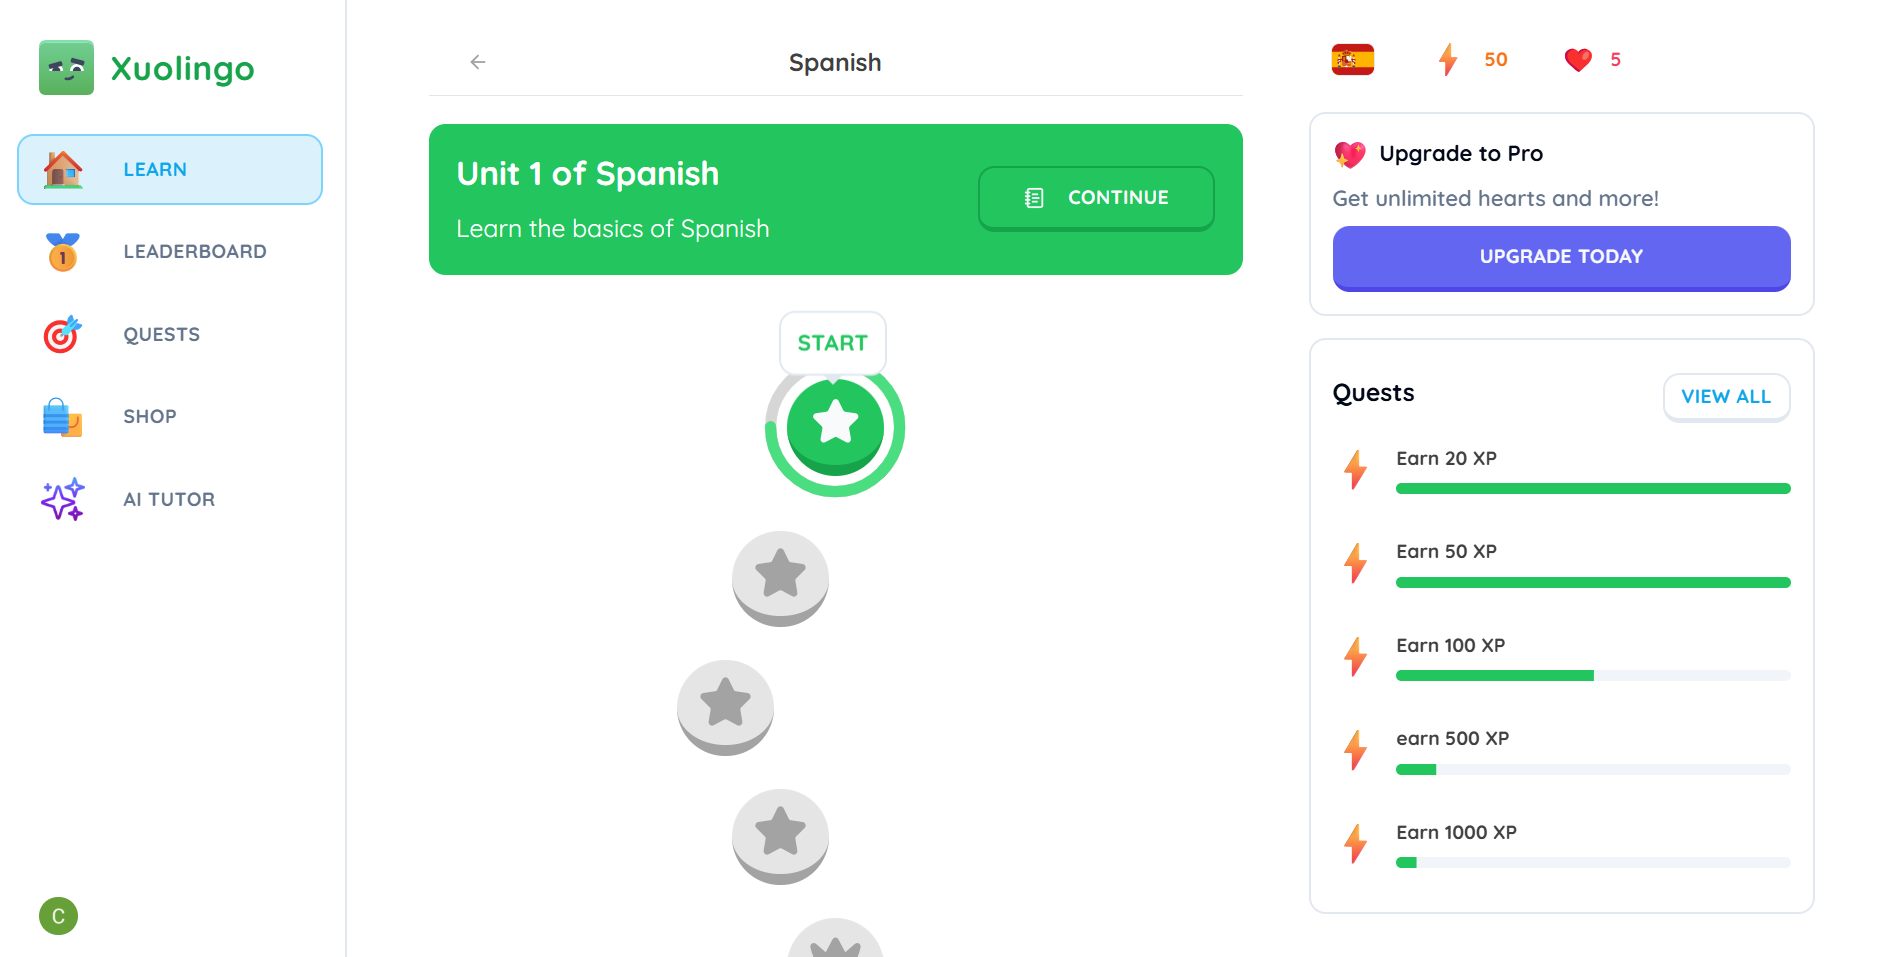 Xuolingo
LEARN
LEADERBOARD
QUESTS
SHOP
AI TUTOR
C
Spanish
Unit 1 of Spanish
Learn the basics of Spanish
CONTINUE
START
50
5
Upgrade to Pro
Get unlimited hearts and more!
UPGRADE TODAY
Quests
VIEW ALL
Earn 20 XP
Earn 50 XP
Earn 100 XP
earn 500 XP
Earn 1000 XP